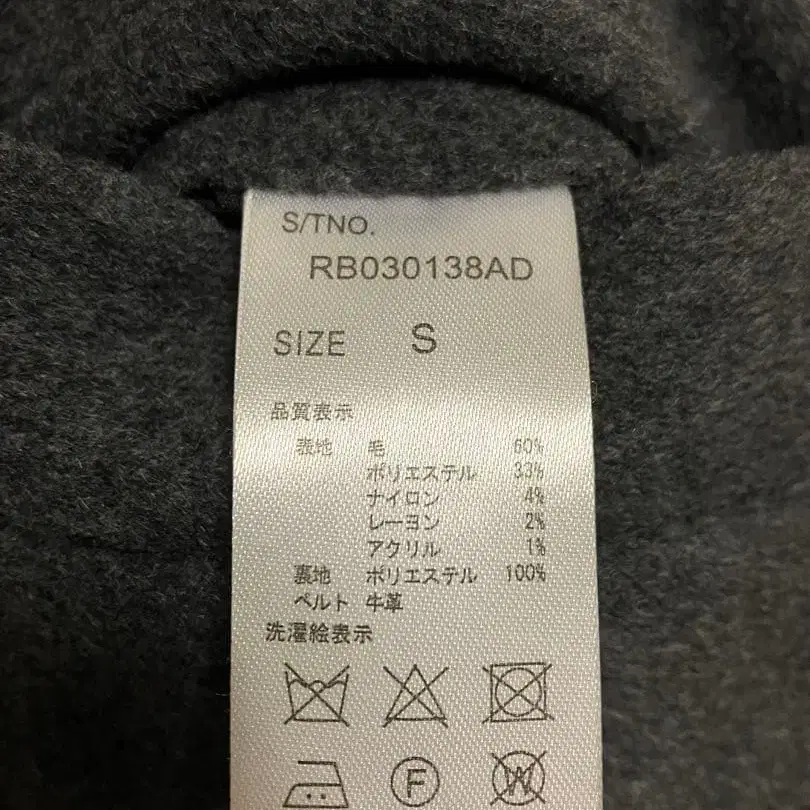 S/TNO.
RB030138AD
SIZE S
品質表示
表地 毛 60%
ポリエステル 33%
ナイロン 4%
レーヨン 2%
アクリル 1%
裏地 ポリエステル 100%
ベルト 牛革
洗濯絵表示
F W